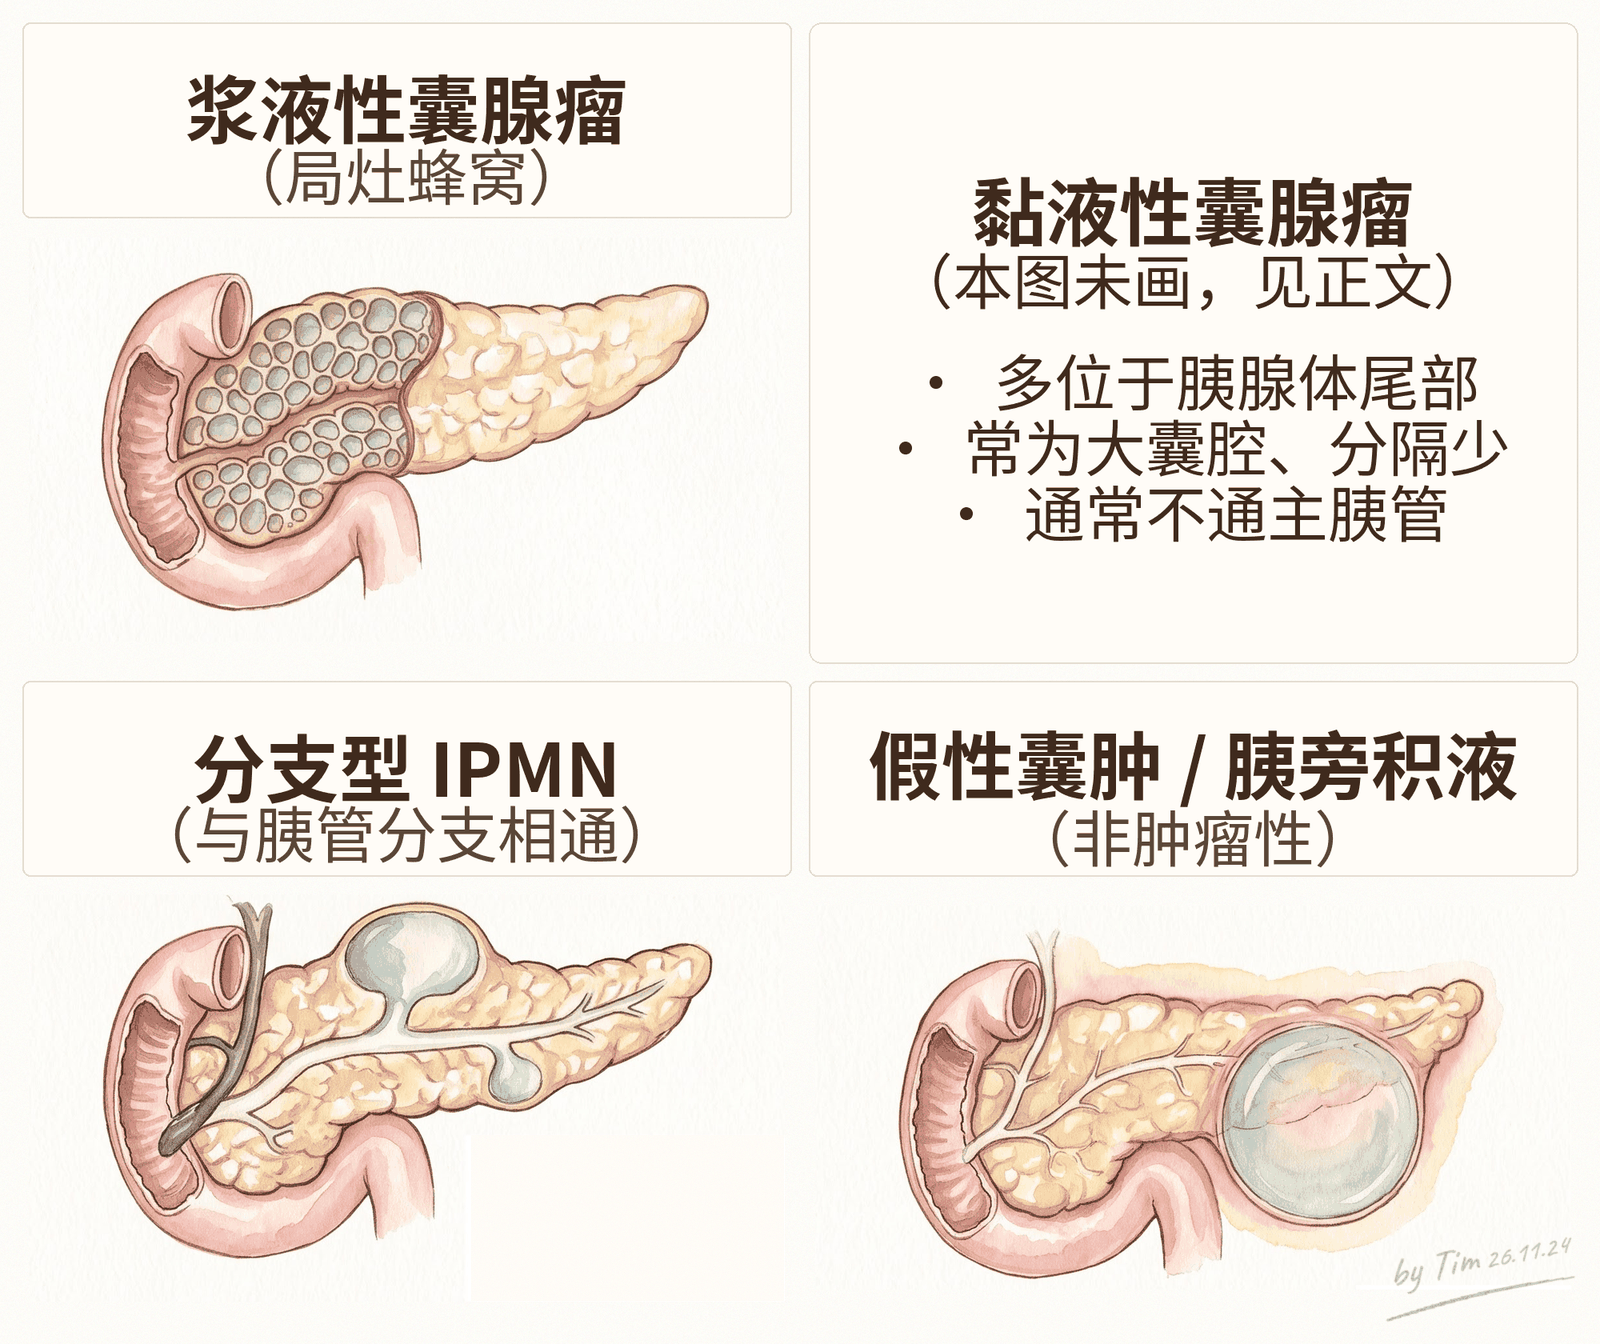 浆液性囊腺瘤
（局灶蜂窝）
黏液性囊腺瘤
（本图未画，见正文）
• 多位于胰腺体尾部
• 常为大囊腔、分隔少
• 通常不通主胰管
分支型 IPMN
（与胰管分支相通）
假性囊肿 / 胰旁积液
（非肿瘤性）
by Tim 26.11.24